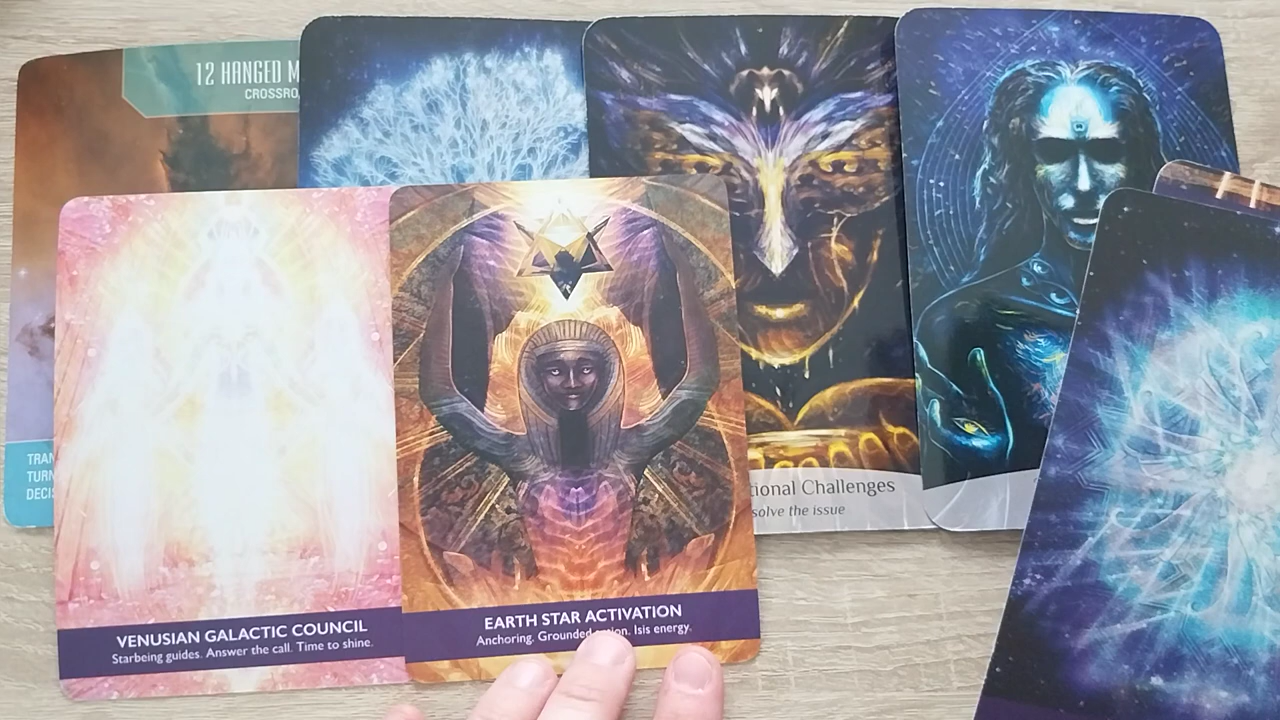 12 HANGED M
CROSSRO
TRAN
TURN
DECIS
tional Challenges
solve the issue
VENUSIAN GALACTIC COUNCIL
Starbeing guides. Answer the call. Time to shine.
EARTH STAR ACTIVATION
Anchoring. Grounded action. Isis energy.